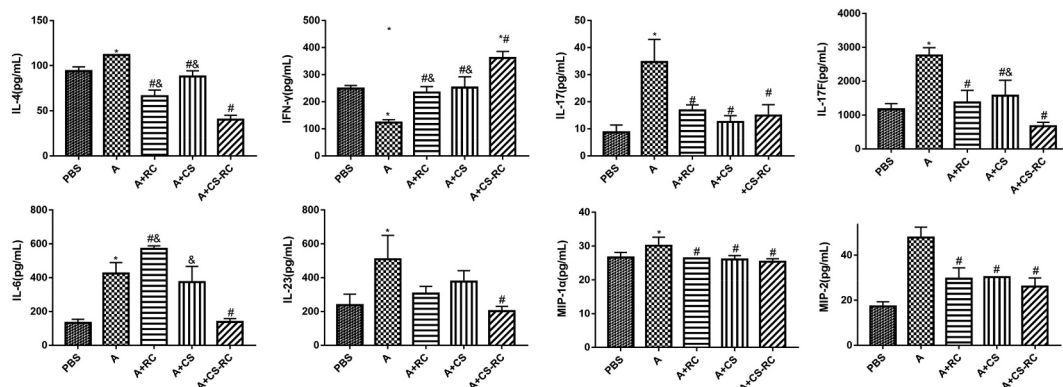 IL-4(pg/mL)
150
100
50
0
*
#&
#&
#
PBS
A
A+RC
A+CS
A+CS-RC
IFN-γ(pg/mL)
500
400
300
200
100
0
*
*
#&
#&
*#
PBS
A
A+RC
A+CS
A+CS-RC
IL-17(pg/mL)
50
40
30
20
10
0
*
#
#
#
PBS
A
A+RC
A+CS
+CS-RC
IL-17F(pg/mL)
4000
3000
2000
1000
0
*
#
#&
#
PBS
A
A+RC
A+CS
A+CS-RC
IL-6(pg/mL)
800
600
400
200
0
*
#&
&
#
PBS
A
A+RC
A+CS
A+CS-RC
IL-23(pg/mL)
800
600
400
200
0
*
#
PBS
A
A+RC
A+CS
A+CS-RC
MIP-1α(pg/mL)
40
30
20
10
0
*
#
#
#
PBS
A
A+RC
A+CS
A+CS-RC
MIP-2(pg/mL)
40
20
0
#
#
#
PBS
A
A+RC
A+CS
A+CS-RC